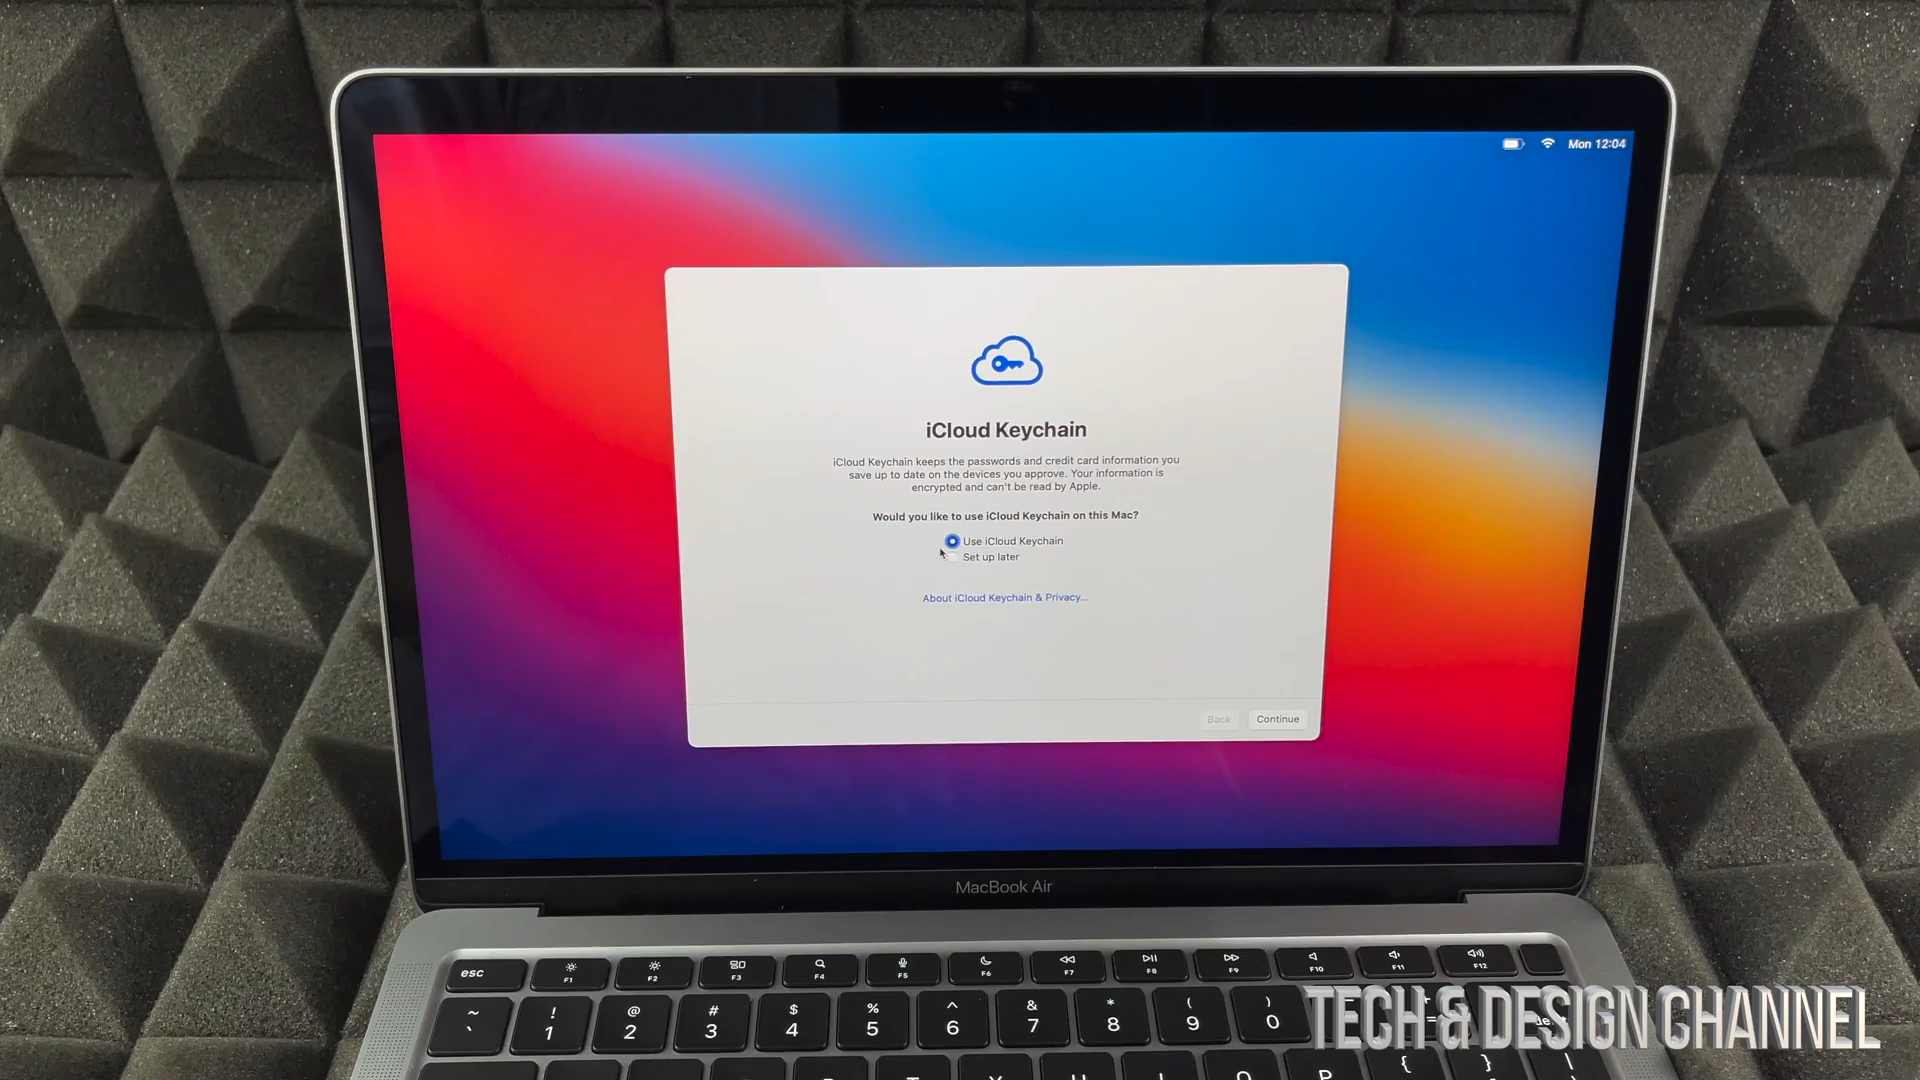 Mon 12:04
iCloud Keychain
iCloud Keychain keeps the passwords and credit card information you
save up to date on the devices you approve. Your information is
encrypted and can't be read by Apple.
Would you like to use iCloud Keychain on this Mac?
Use iCloud Keychain
Set up later
About iCloud Keychain & Privacy...
Back
Continue
MacBook Air
esc
F1
F2
F3
F4
F5
F6
F7
F8
F9
F10
F11
F12
~ ! @ # $ % ^ & * ( )
` 1 2 3 4 5 6 7 8 9 0
TECH & DESIGN CHANNEL
{ } |
O P